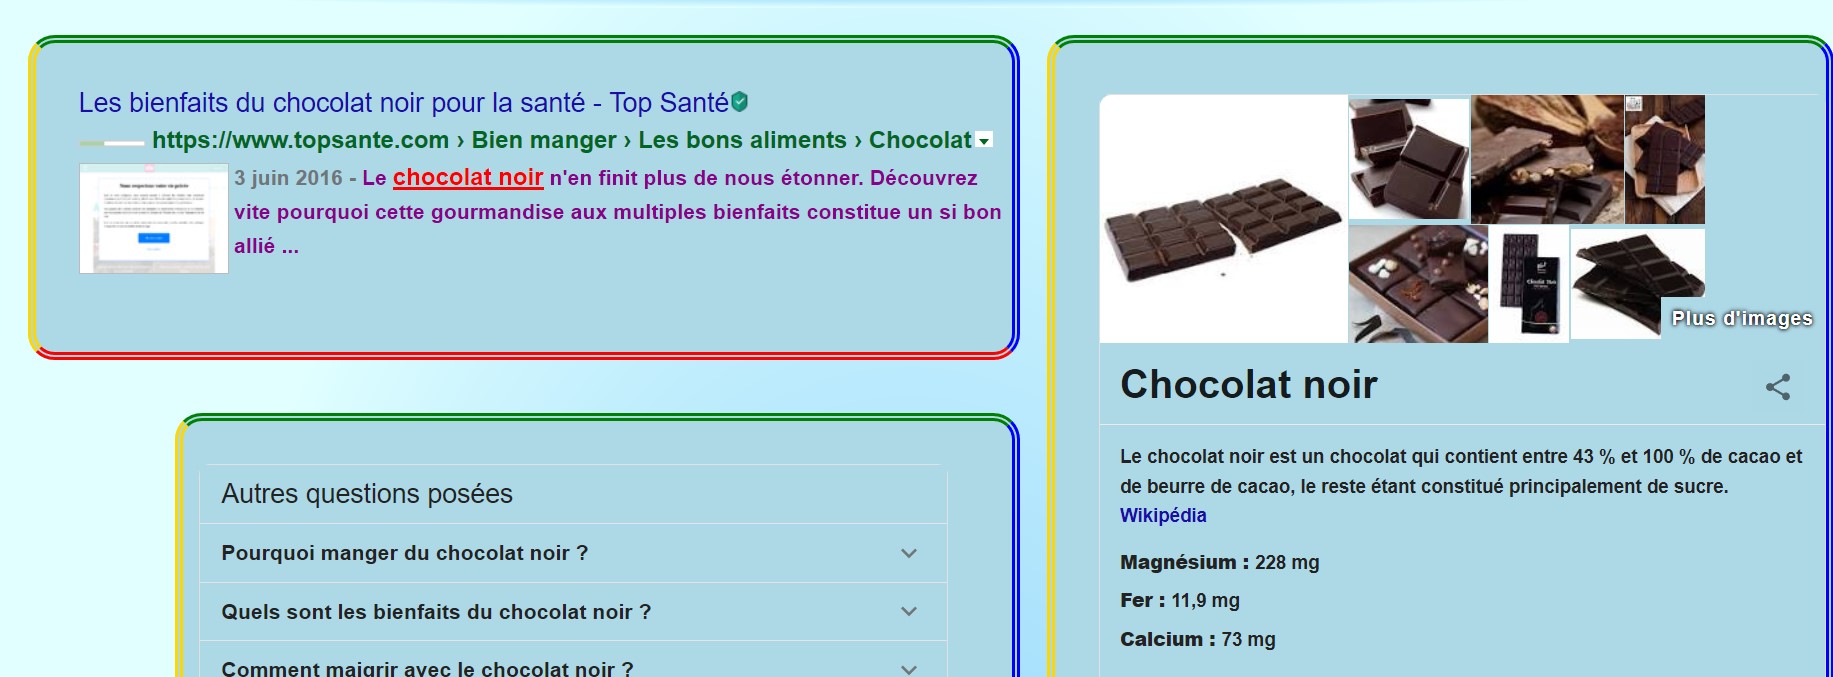 Les bienfaits du chocolat noir pour la santé - Top Santé
https://www.topsante.com › Bien manger › Les bons aliments › Chocolat
3 juin 2016 - Le chocolat noir n'en finit plus de nous étonner. Découvrez
vite pourquoi cette gourmandise aux multiples bienfaits constitue un si bon
allié ...
Autres questions posées
Pourquoi manger du chocolat noir ?
Quels sont les bienfaits du chocolat noir ?
Comment maigrir avec le chocolat noir ?
Plus d'images
Chocolat noir
Le chocolat noir est un chocolat qui contient entre 43 % et 100 % de cacao et
de beurre de cacao, le reste étant constitué principalement de sucre.
Wikipédia
Magnésium : 228 mg
Fer : 11,9 mg
Calcium : 73 mg